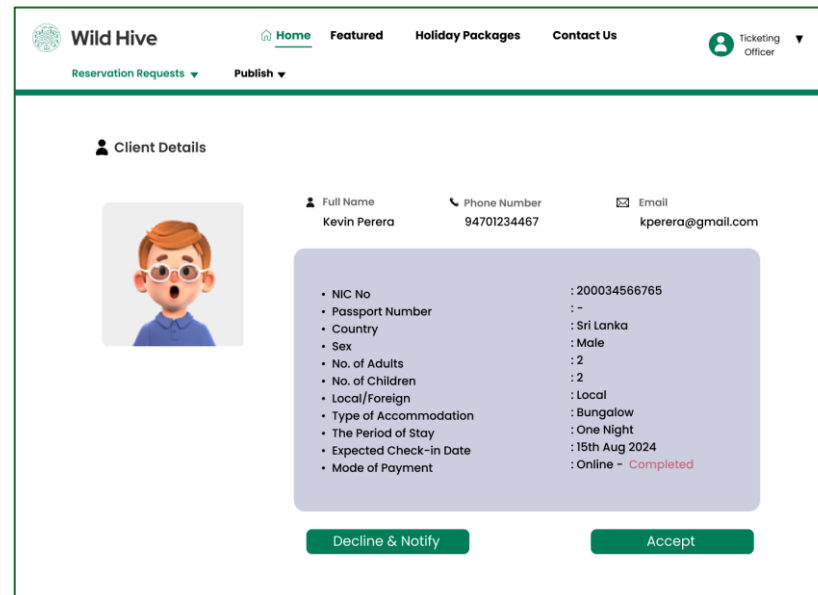 Wild Hive
Home Featured Holiday Packages Contact Us
Ticketing
Officer
Reservation Requests Publish
Client Details
Full Name Phone Number Email
Kevin Perera 94701234467 kperera@gmail.com
• NIC No : 200034566765
• Passport Number : -
• Country : Sri Lanka
• Sex : Male
• No. of Adults : 2
• No. of Children : 2
• Local/Foreign : Local
• Type of Accommodation : Bungalow
• The Period of Stay : One Night
• Expected Check-in Date : 15th Aug 2024
• Mode of Payment : Online - Completed
Decline & Notify Accept